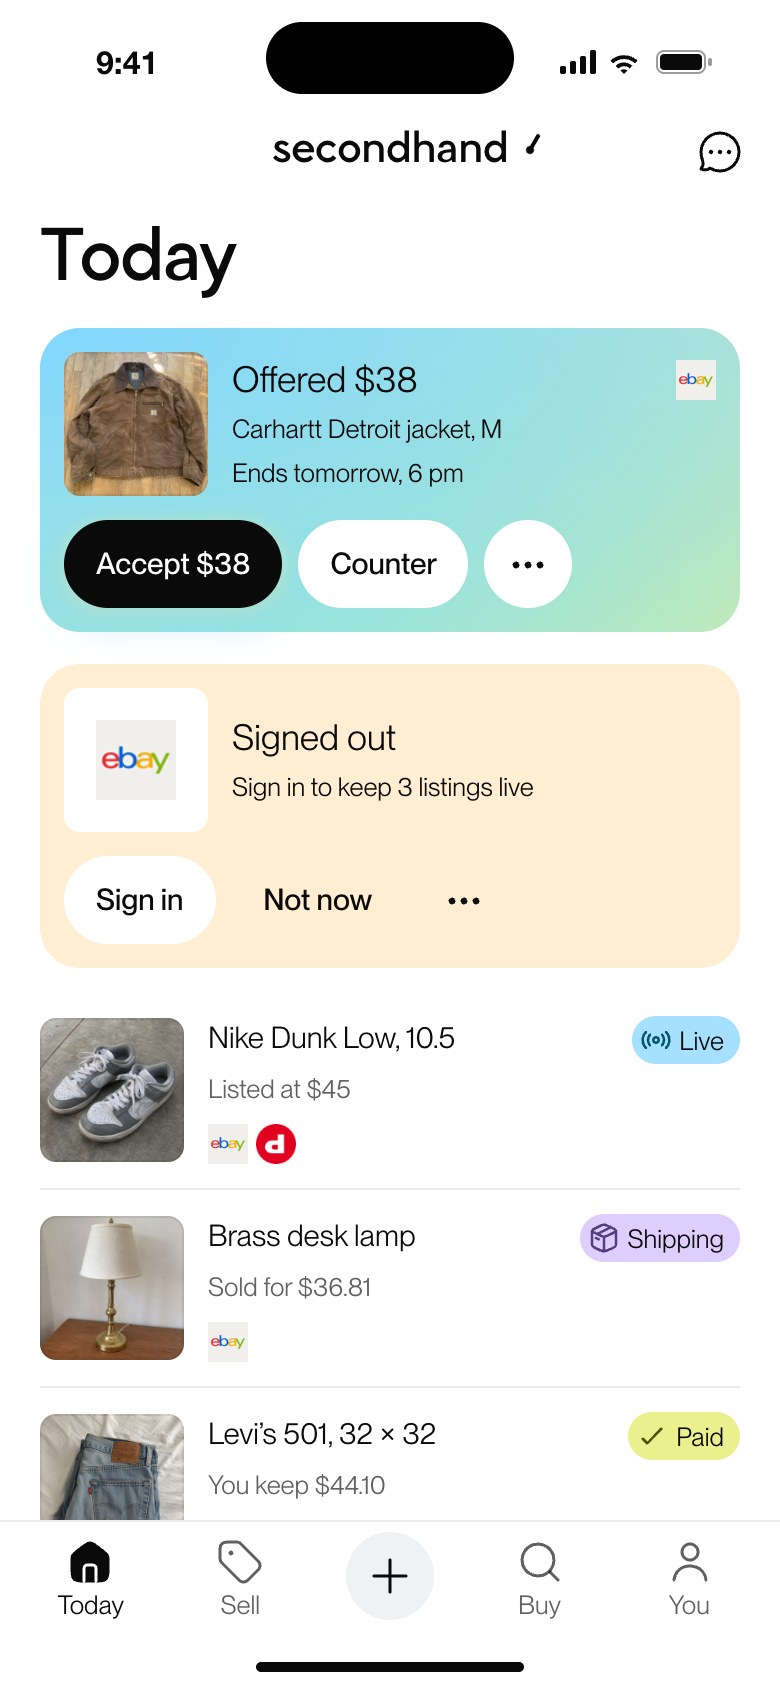 9:41
secondhand
Today
Offered $38
ebay
Carhartt Detroit jacket, M
Ends tomorrow, 6 pm
Accept $38
Counter
ebay
Signed out
Sign in to keep 3 listings live
Sign in
Not now
Nike Dunk Low, 10.5
Live
Listed at $45
ebay
d
Brass desk lamp
Shipping
Sold for $36.81
ebay
Levi's 501, 32 × 32
Paid
You keep $44.10
Today
Sell
Buy
You